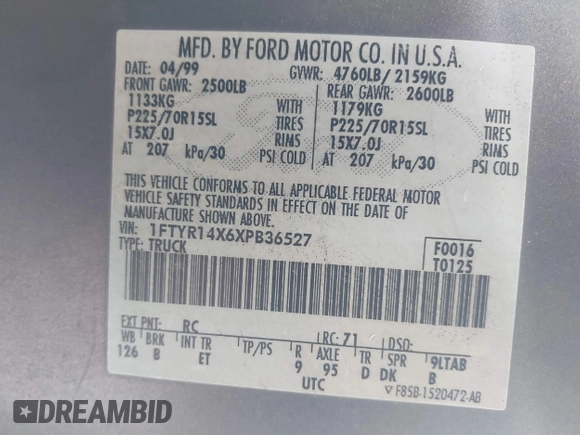 MFD. BY FORD MOTOR CO. IN U.S.A.
DATE: 04/99 GVWR: 4760LB/ 2159KG
FRONT GAWR: 2500LB REAR GAWR: 2600LB
1133KG WITH 1179KG WITH
P225/70R15SL TIRES P225/70R15SL TIRES
15X7.0J RIMS 15X7.0J RIMS
AT 207 kPa/30 PSI COLD AT 207 kPa/30 PSI COLD
THIS VEHICLE CONFORMS TO ALL APPLICABLE FEDERAL MOTOR
VEHICLE SAFETY STANDARDS IN EFFECT ON THE DATE OF
MANUFACTURE SHOWN ABOVE.
VIN: 1FTYR14X6XPB36527 F0016
TYPE: TRUCK T0125
EXT PNT: RC RC: 71 DSO:
WB BRK INT TR TP/PS R AXLE TR SPR 9LTAB
126 B ET 9 95 D DK B
UTC F85B-1520472-AB
DREAMBID